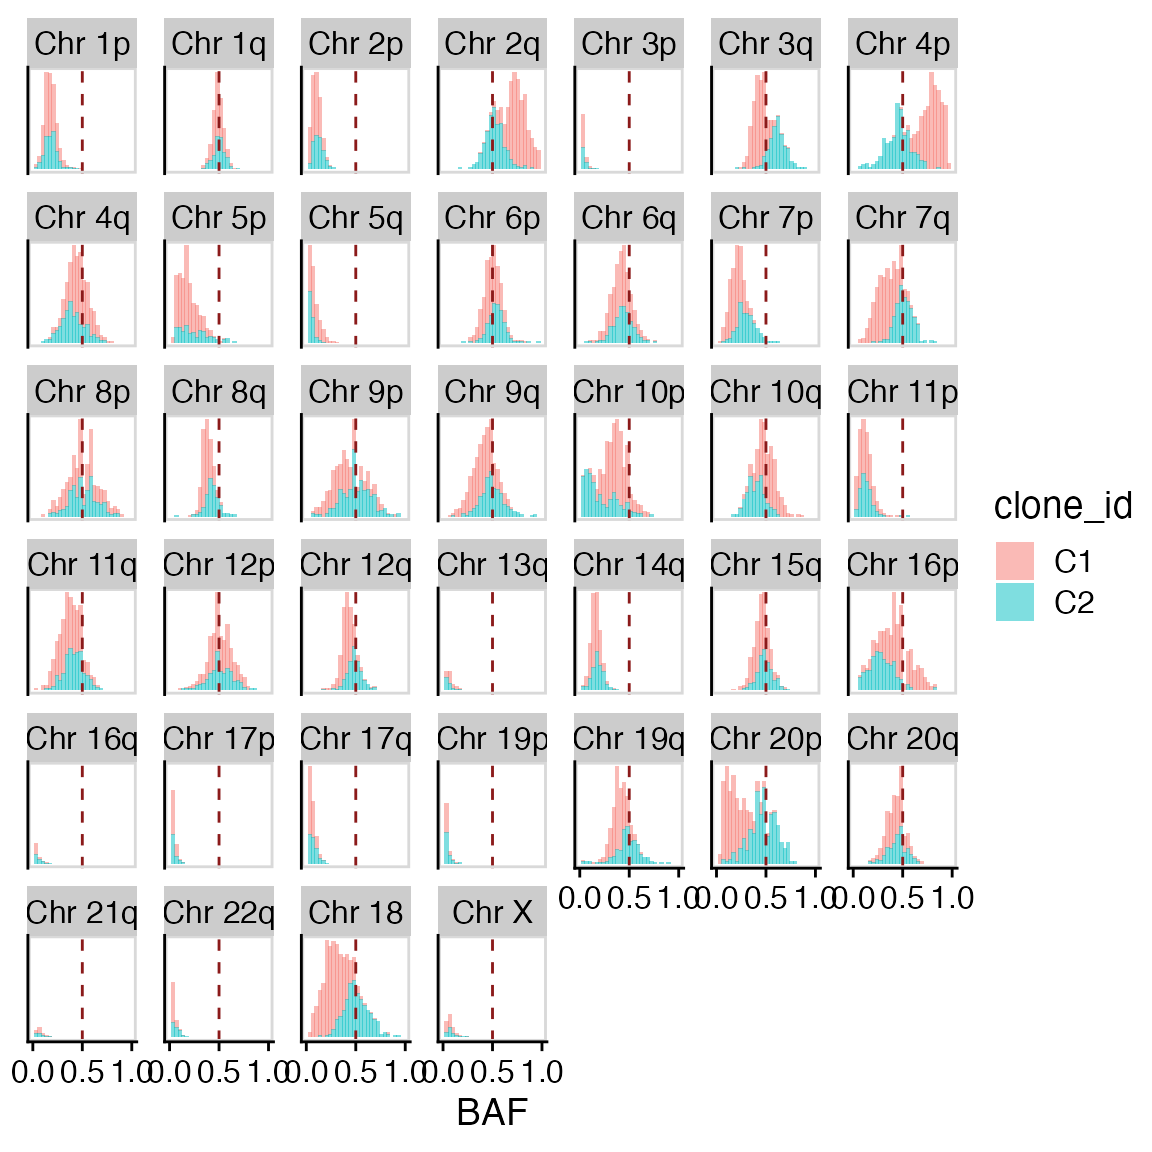 Chr 1p Chr 1q Chr 2p Chr 2q Chr 3p Chr 3q Chr 4p
Chr 4q Chr 5p Chr 5q Chr 6p Chr 6q Chr 7p Chr 7q
Chr 8p Chr 8q Chr 9p Chr 9q Chr 10p Chr 10q Chr 11p
clone_id
C1
C2
Chr 11q Chr 12p Chr 12q Chr 13q Chr 14q Chr 15q Chr 16p
Chr 16q Chr 17p Chr 17q Chr 19p Chr 19q Chr 20p Chr 20q
0.0 0.5 1.0 0.0 0.5 1.0 0.0 0.5 1.0
Chr 21q Chr 22q Chr 18 Chr X
0.0 0.5 1.0 0.0 0.5 1.0 0.0 0.5 1.0 0.0 0.5 1.0
BAF